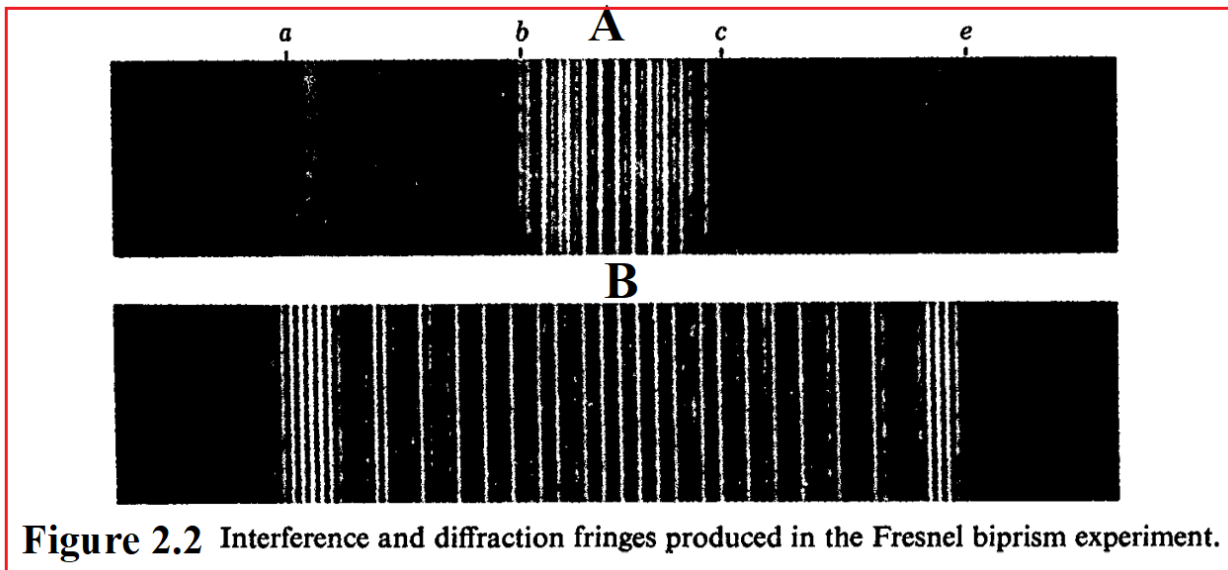 a b A c e
B
Figure 2.2 Interference and diffraction fringes produced in the Fresnel biprism experiment.